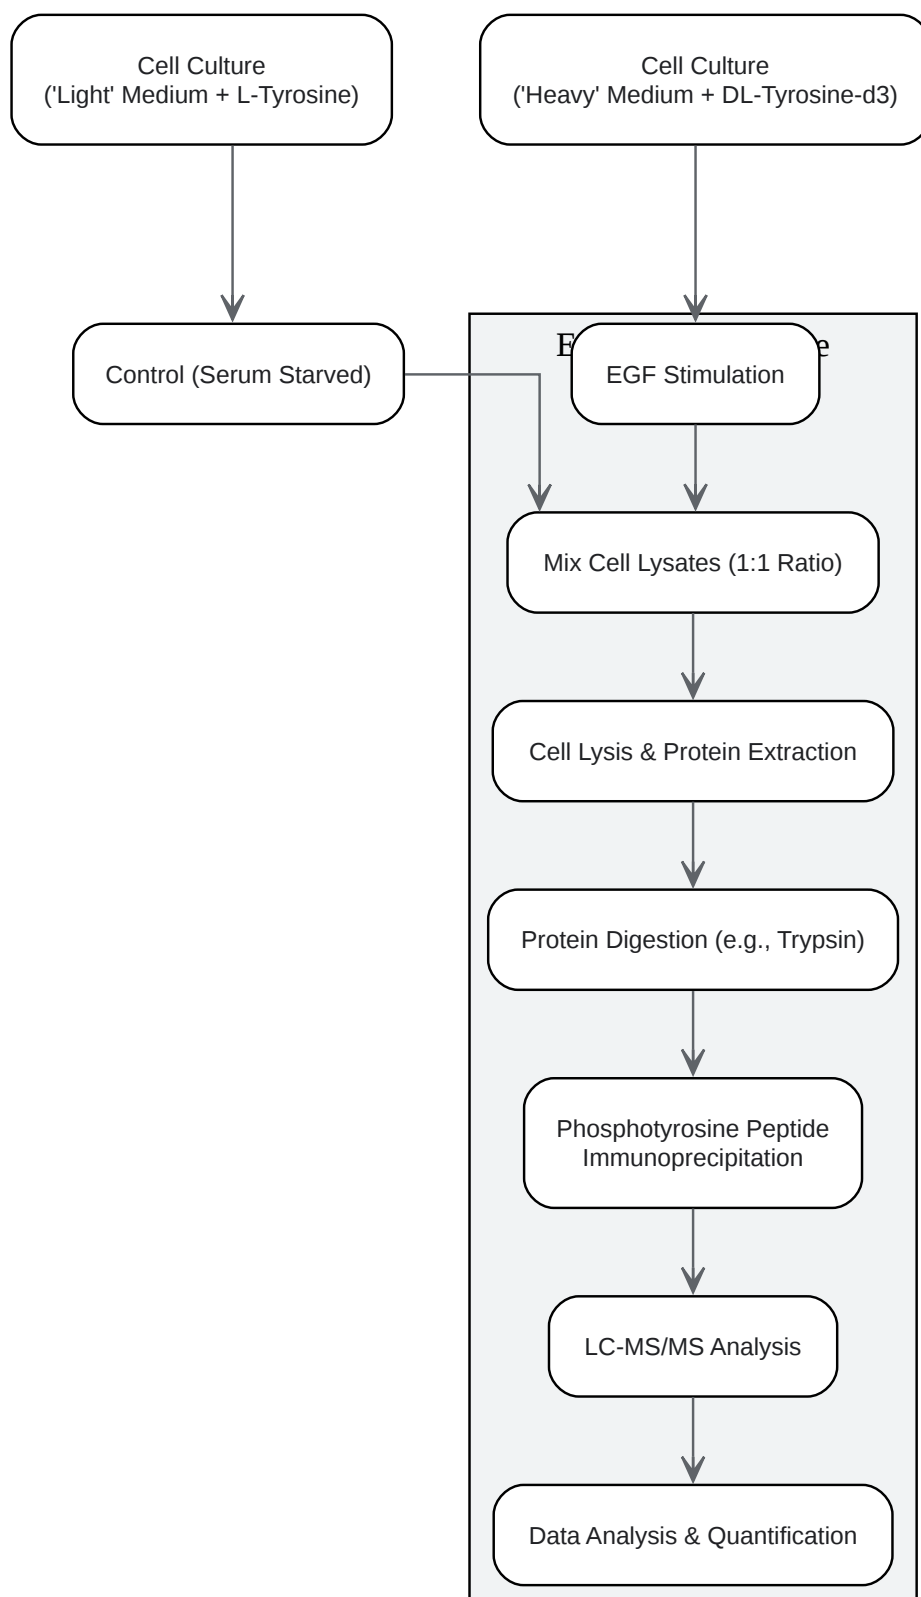 Cell Culture
('Light' Medium + L-Tyrosine)
Cell Culture
('Heavy' Medium + DL-Tyrosine-d3)
Control (Serum Starved)
EGF Stimulation
Mix Cell Lysates (1:1 Ratio)
Cell Lysis & Protein Extraction
Protein Digestion (e.g., Trypsin)
Phosphotyrosine Peptide
Immunoprecipitation
LC-MS/MS Analysis
Data Analysis & Quantification